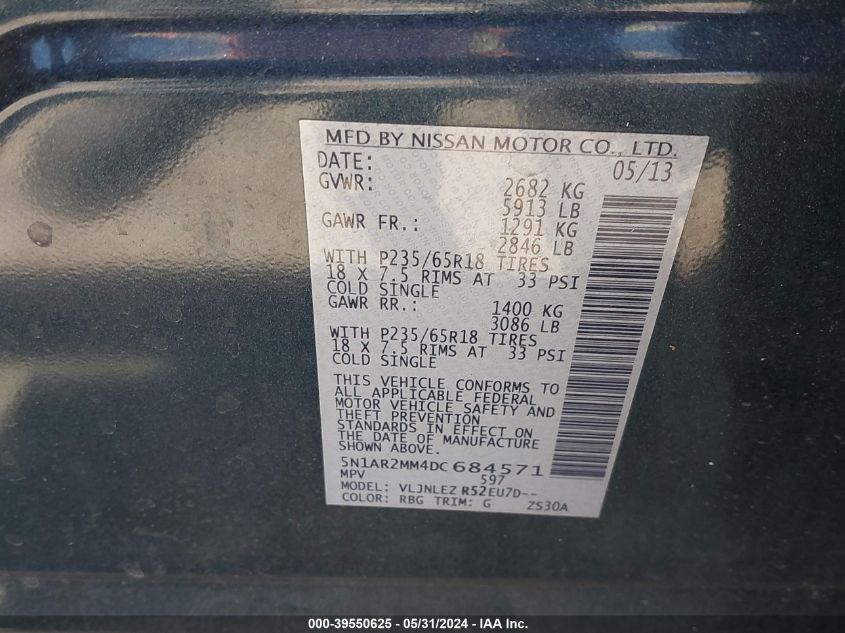 MFD BY NISSAN MOTOR CO., LTD.
DATE: 05/13
GVWR: 2682 KG
5913 LB
GAWR FR.: 1291 KG
2846 LB
WITH P235/65R18 TIRES
18 X 7.5 RIMS AT 33 PSI
COLD SINGLE
GAWR RR.: 1400 KG
3086 LB
WITH P235/65R18 TIRES
18 X 7.5 RIMS AT 33 PSI
COLD SINGLE
THIS VEHICLE CONFORMS TO
ALL APPLICABLE FEDERAL
MOTOR VEHICLE SAFETY AND
THEFT PREVENTION
STANDARDS IN EFFECT ON
THE DATE OF MANUFACTURE
SHOWN ABOVE.
5N1AR2MM4DC684571
MPV 597
MODEL: VLJNLEZ R52EU7D--
COLOR: RBG TRIM: G ZS30A
000-39550625 - 05/31/2024 - IAA Inc.